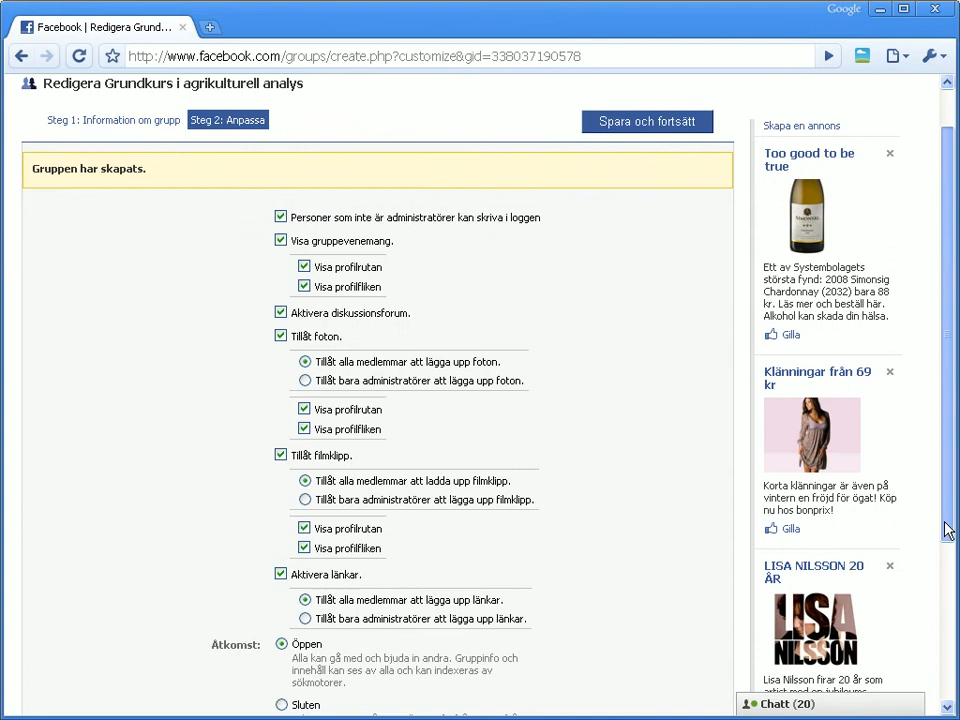 Google
Facebook | Redigera Grund...
http://www.facebook.com/groups/create.php?customize&gid=338037190578
Redigera Grundkurs i agrikulturell analys
Steg 1: Information om grupp
Steg 2: Anpassa
Spara och fortsätt
Gruppen har skapats.
Personer som inte är administratörer kan skriva i loggen
Visa gruppevenemang.
Visa profilrutan
Visa profilfliken
Aktivera diskussionsforum.
Tillåt foton.
Tillåt alla medlemmar att lägga upp foton.
Tillåt bara administratörer att lägga upp foton.
Visa profilrutan
Visa profilfliken
Tillåt filmklipp.
Tillåt alla medlemmar att ladda upp filmklipp.
Tillåt bara administratörer att lägga upp filmklipp.
Visa profilrutan
Visa profilfliken
Aktivera länkar.
Tillåt alla medlemmar att lägga upp länkar.
Tillåt bara administratörer att lägga upp länkar.
Åtkomst:
Öppen
Alla kan gå med och bjuda in andra. Gruppinfo och
innehåll kan ses av alla och kan indexeras av
sökmotorer.
Sluten
Skapa en annons
Too good to be
true
SIMONSIG
Ett av Systembolagets
största fynd: 2008 Simonsig
Chardonnay (2032) bara 88
kr. Läs mer och beställ här.
Alkohol kan skada din hälsa.
Gilla
Klänningar från 69
kr
Korta klänningar är även på
vintern en fröjd för ögat! Köp
nu hos bonprix!
Gilla
LISA NILSSON 20
ÅR
LISA
NILSSON
Lisa Nilsson firar 20 år som
Chatt (20)